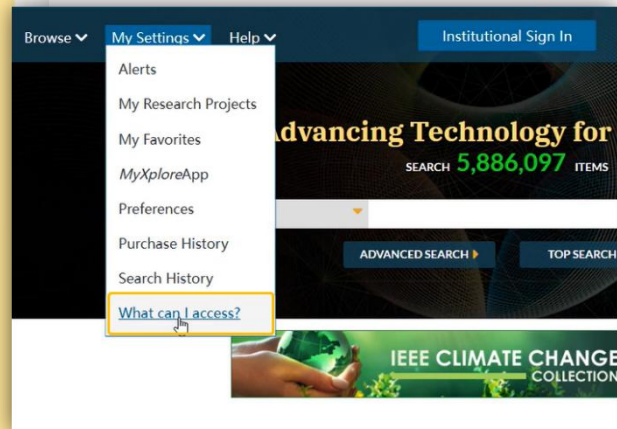 Browse My Settings Help Institutional Sign In
Alerts
My Research Projects
My Favorites
MyXploreApp
Preferences
Purchase History
Search History
What can I access?
Advancing Technology for
SEARCH 5,886,097 ITEMS
ADVANCED SEARCH TOP SEARCH
IEEE CLIMATE CHANGE
COLLECTION